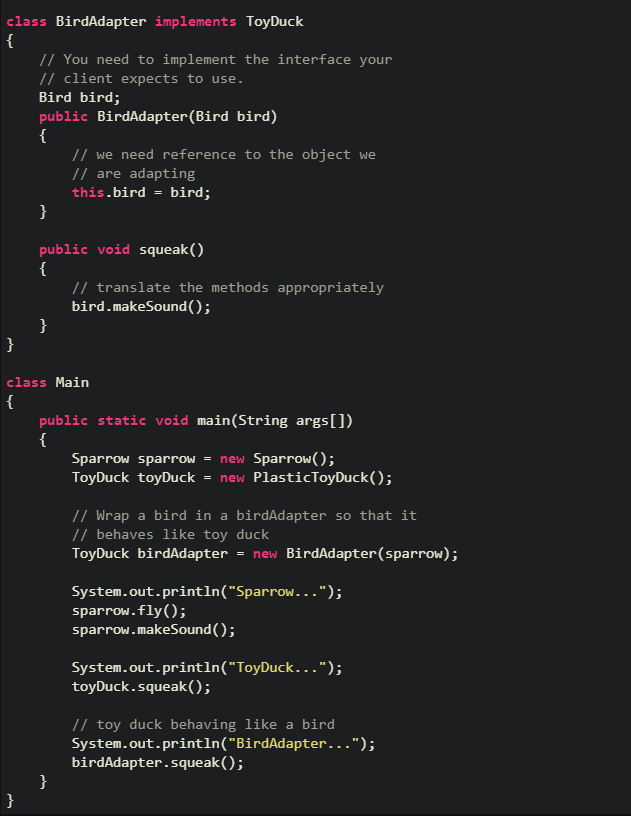 class BirdAdapter implements ToyDuck
{
// You need to implement the interface your
// client expects to use.
Bird bird;
public BirdAdapter(Bird bird)
{
// we need reference to the object we
// are adapting
this.bird = bird;
}
public void squeak()
{
// translate the methods appropriately
bird.makeSound();
}
}
class Main
{
public static void main(String args[])
{
Sparrow sparrow = new Sparrow();
ToyDuck toyDuck = new PlasticToyDuck();
// Wrap a bird in a birdAdapter so that it
// behaves like toy duck
ToyDuck birdAdapter = new BirdAdapter(sparrow);
System.out.println("Sparrow...");
sparrow.fly();
sparrow.makeSound();
System.out.println("ToyDuck...");
toyDuck.squeak();
// toy duck behaving like a bird
System.out.println("BirdAdapter...");
birdAdapter.squeak();
}
}